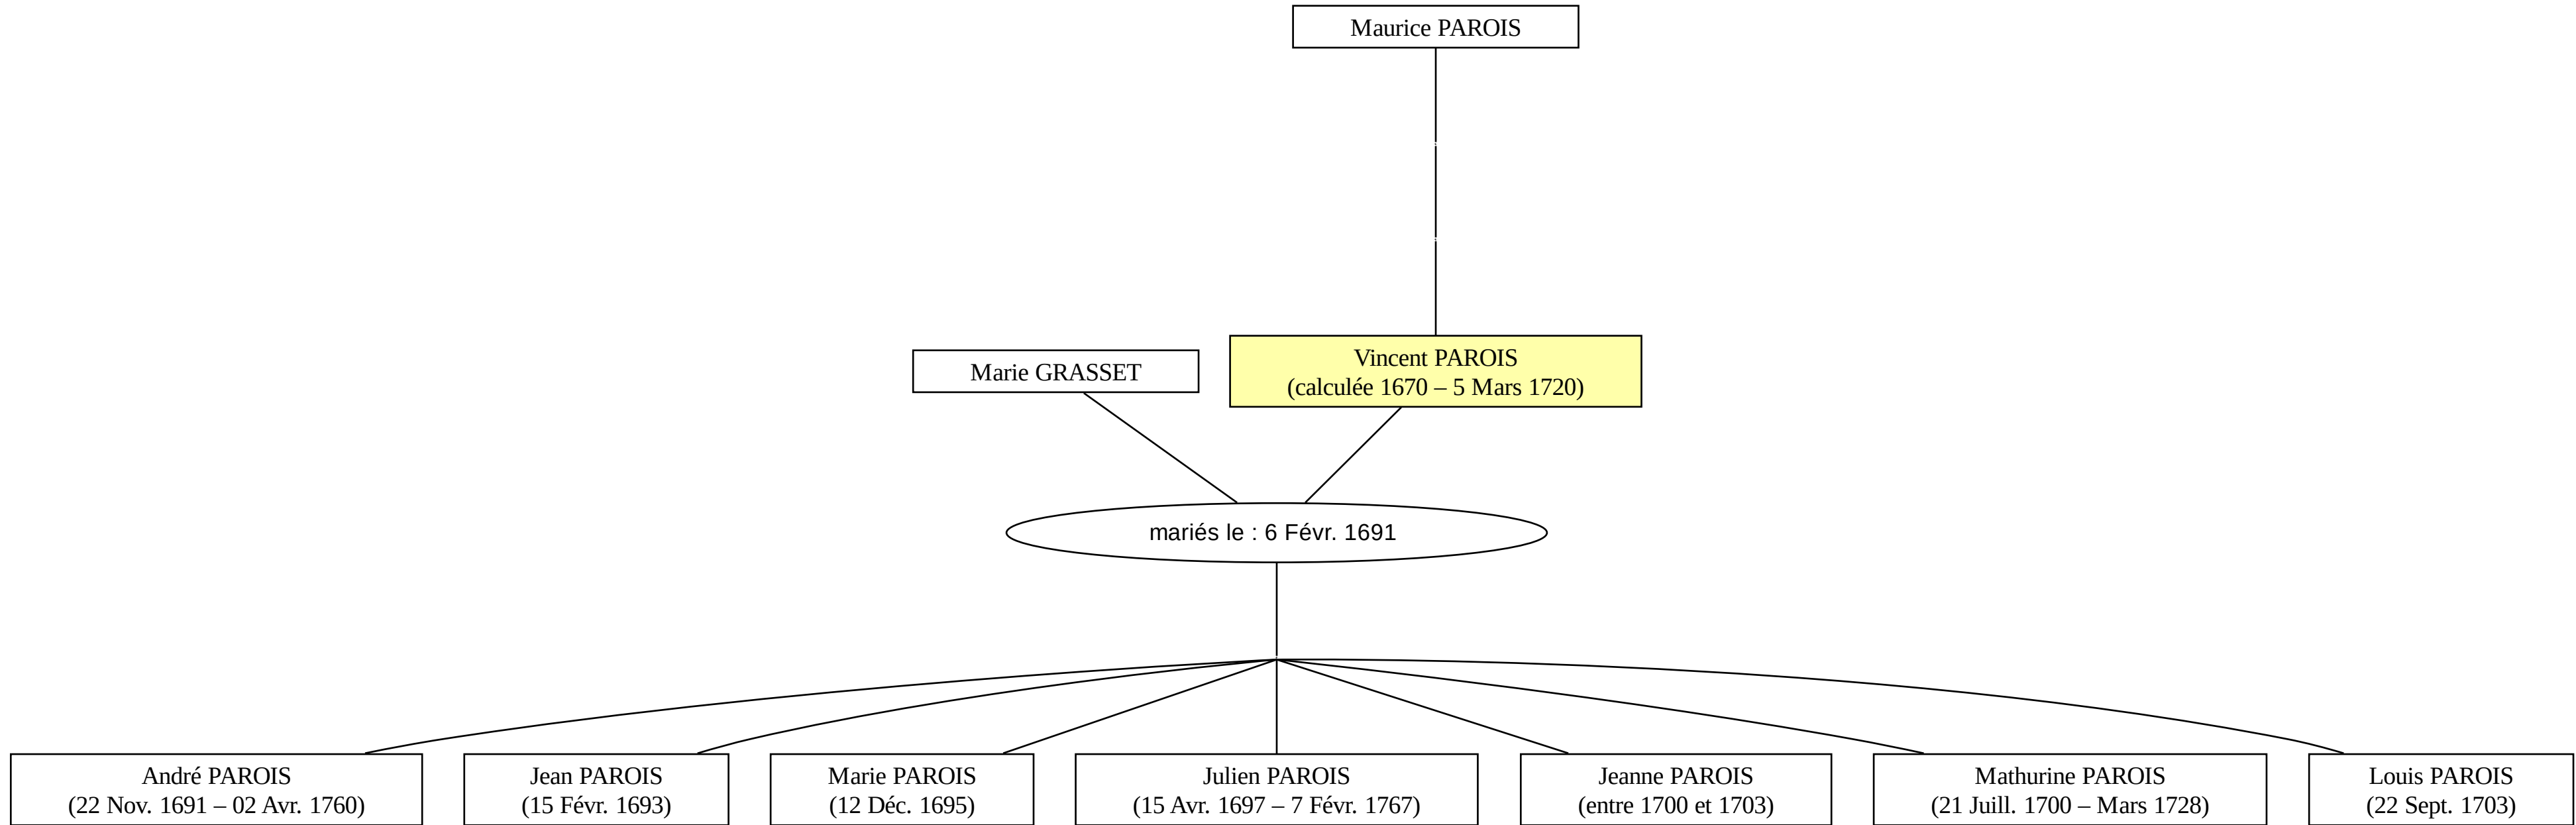 Maurice PAROIS
Marie GRASSET
Vincent PAROIS
(calculée 1670 – 5 Mars 1720)
mariés le : 6 Févr. 1691
André PAROIS
(22 Nov. 1691 – 02 Avr. 1760)
Jean PAROIS
(15 Févr. 1693)
Marie PAROIS
(12 Déc. 1695)
Julien PAROIS
(15 Avr. 1697 – 7 Févr. 1767)
Jeanne PAROIS
(entre 1700 et 1703)
Mathurine PAROIS
(21 Juill. 1700 – Mars 1728)
Louis PAROIS
(22 Sept. 1703)